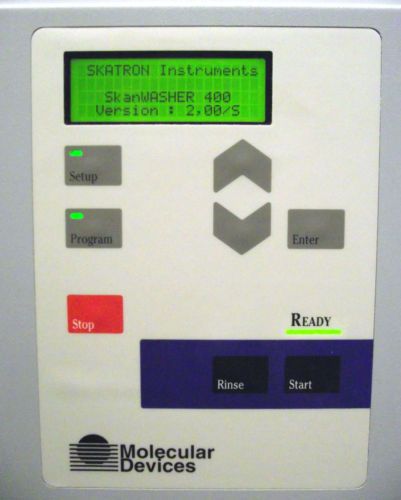 SKATRON Instruments
SkanWASHER 400
Version : 2,00/S
Setup
Program
Enter
Stop
READY
Rinse
Start
Molecular
Devices